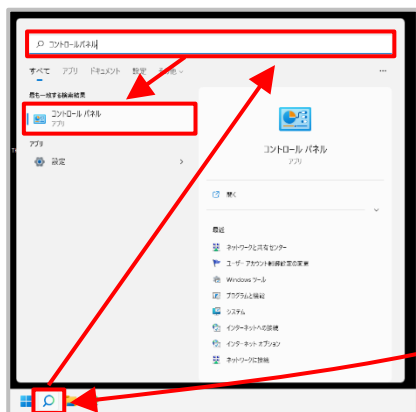 コントロールパネル
すべて アプリ ドキュメント 設定
最も一致する検索結果
コントロール パネル
アプリ
アプリ
設定
コントロール パネル
アプリ
開く
最近
ネットワークと共有センター
ユーザー アカウント制御設定の変更
Windows ツール
プログラムと機能
システム
インターネットへの接続
インターネット オプション
ネットワークに接続